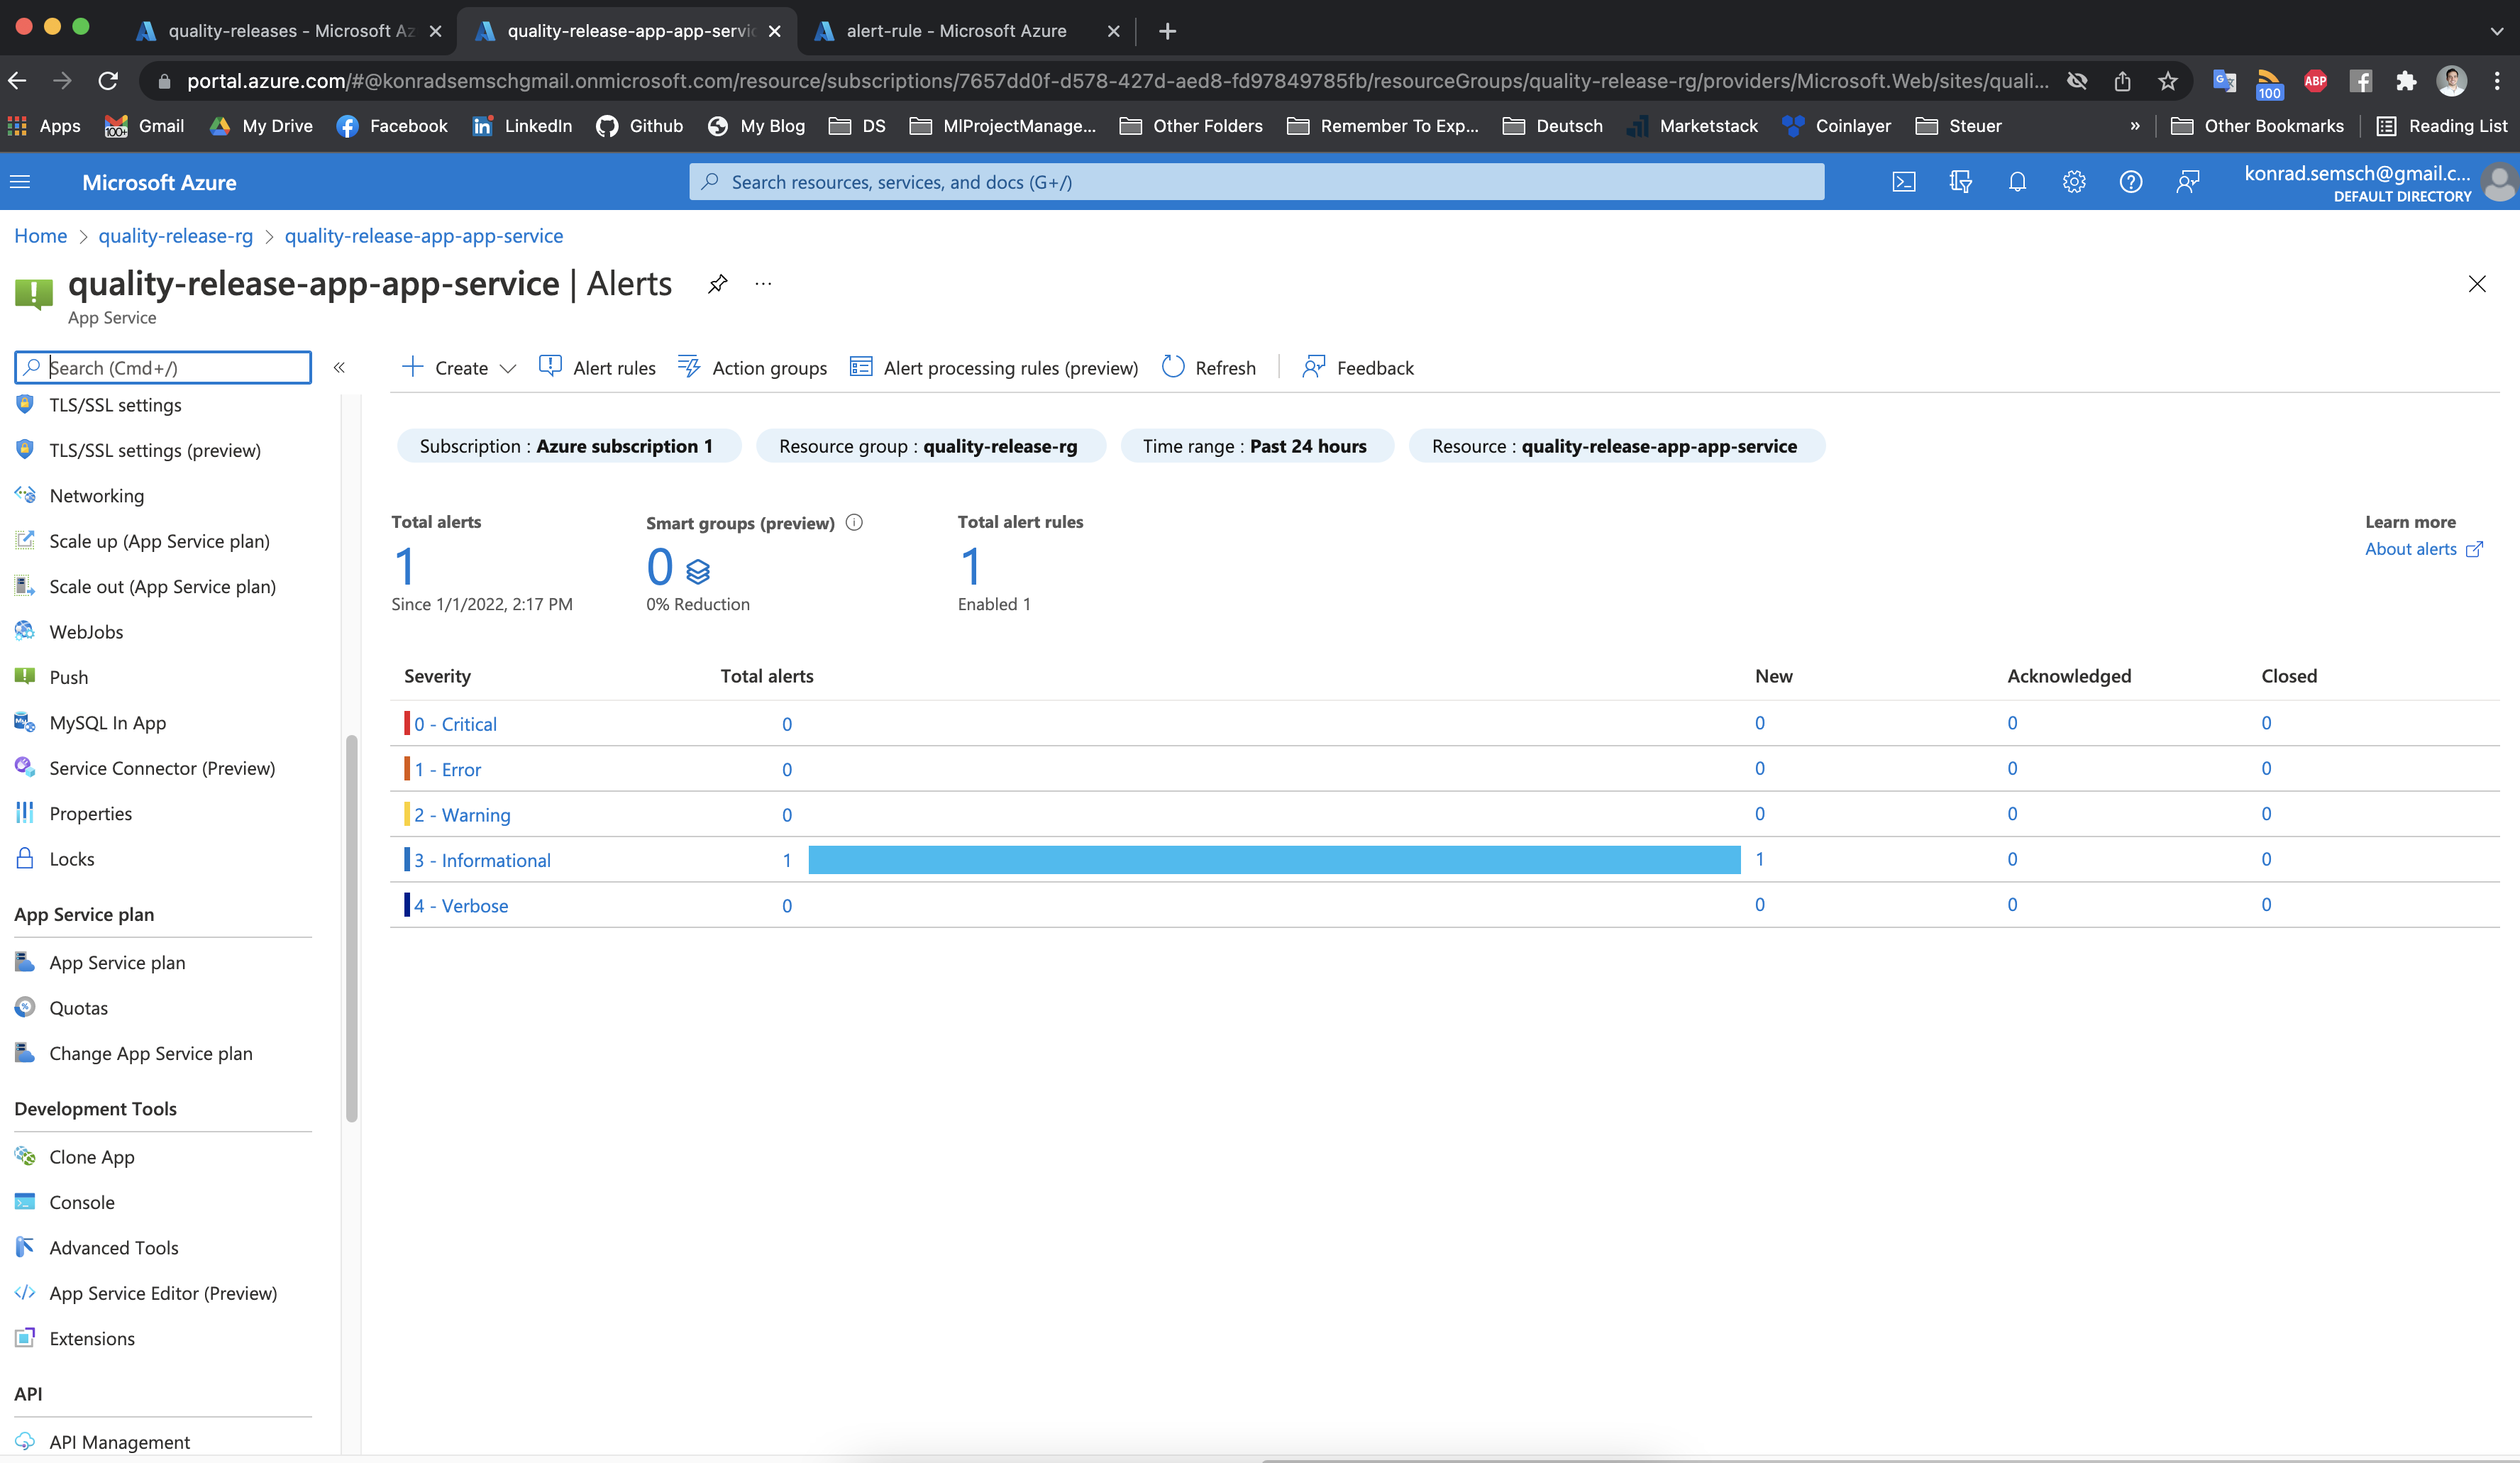 quality-releases - Microsoft Az
quality-release-app-app-servic
alert-rule - Microsoft Azure
portal.azure.com/#@konradsemschgmail.onmicrosoft.com/resource/subscriptions/7657dd0f-d578-427d-aed8-fd97849785fb/resourceGroups/quality-release-rg/providers/Microsoft.Web/sites/quali...
100
ABP
Apps
100+
Gmail
My Drive
Facebook
LinkedIn
Github
My Blog
DS
MlProjectManage...
Other Folders
Remember To Exp...
Deutsch
Marketstack
Coinlayer
Steuer
»
Other Bookmarks
Reading List
Microsoft Azure
Search resources, services, and docs (G+/)
konrad.semsch@gmail.c...
DEFAULT DIRECTORY
Home > quality-release-rg > quality-release-app-app-service
quality-release-app-app-service | Alerts
...
App Service
Search (Cmd+/)
«
Create
Alert rules
Action groups
Alert processing rules (preview)
Refresh
Feedback
TLS/SSL settings
TLS/SSL settings (preview)
Networking
Scale up (App Service plan)
Scale out (App Service plan)
WebJobs
Push
MySQL In App
Service Connector (Preview)
Properties
Locks
App Service plan
App Service plan
Quotas
Change App Service plan
Development Tools
Clone App
Console
Advanced Tools
App Service Editor (Preview)
Extensions
API
API Management
Subscription : Azure subscription 1
Resource group : quality-release-rg
Time range : Past 24 hours
Resource : quality-release-app-app-service
Total alerts
1
Since 1/1/2022, 2:17 PM
Smart groups (preview)
0
0% Reduction
Total alert rules
1
Enabled 1
Learn more
About alerts
Severity Total alerts New Acknowledged Closed
0 - Critical 0 0 0 0
1 - Error 0 0 0 0
2 - Warning 0 0 0 0
3 - Informational 1 1 0 0
4 - Verbose 0 0 0 0